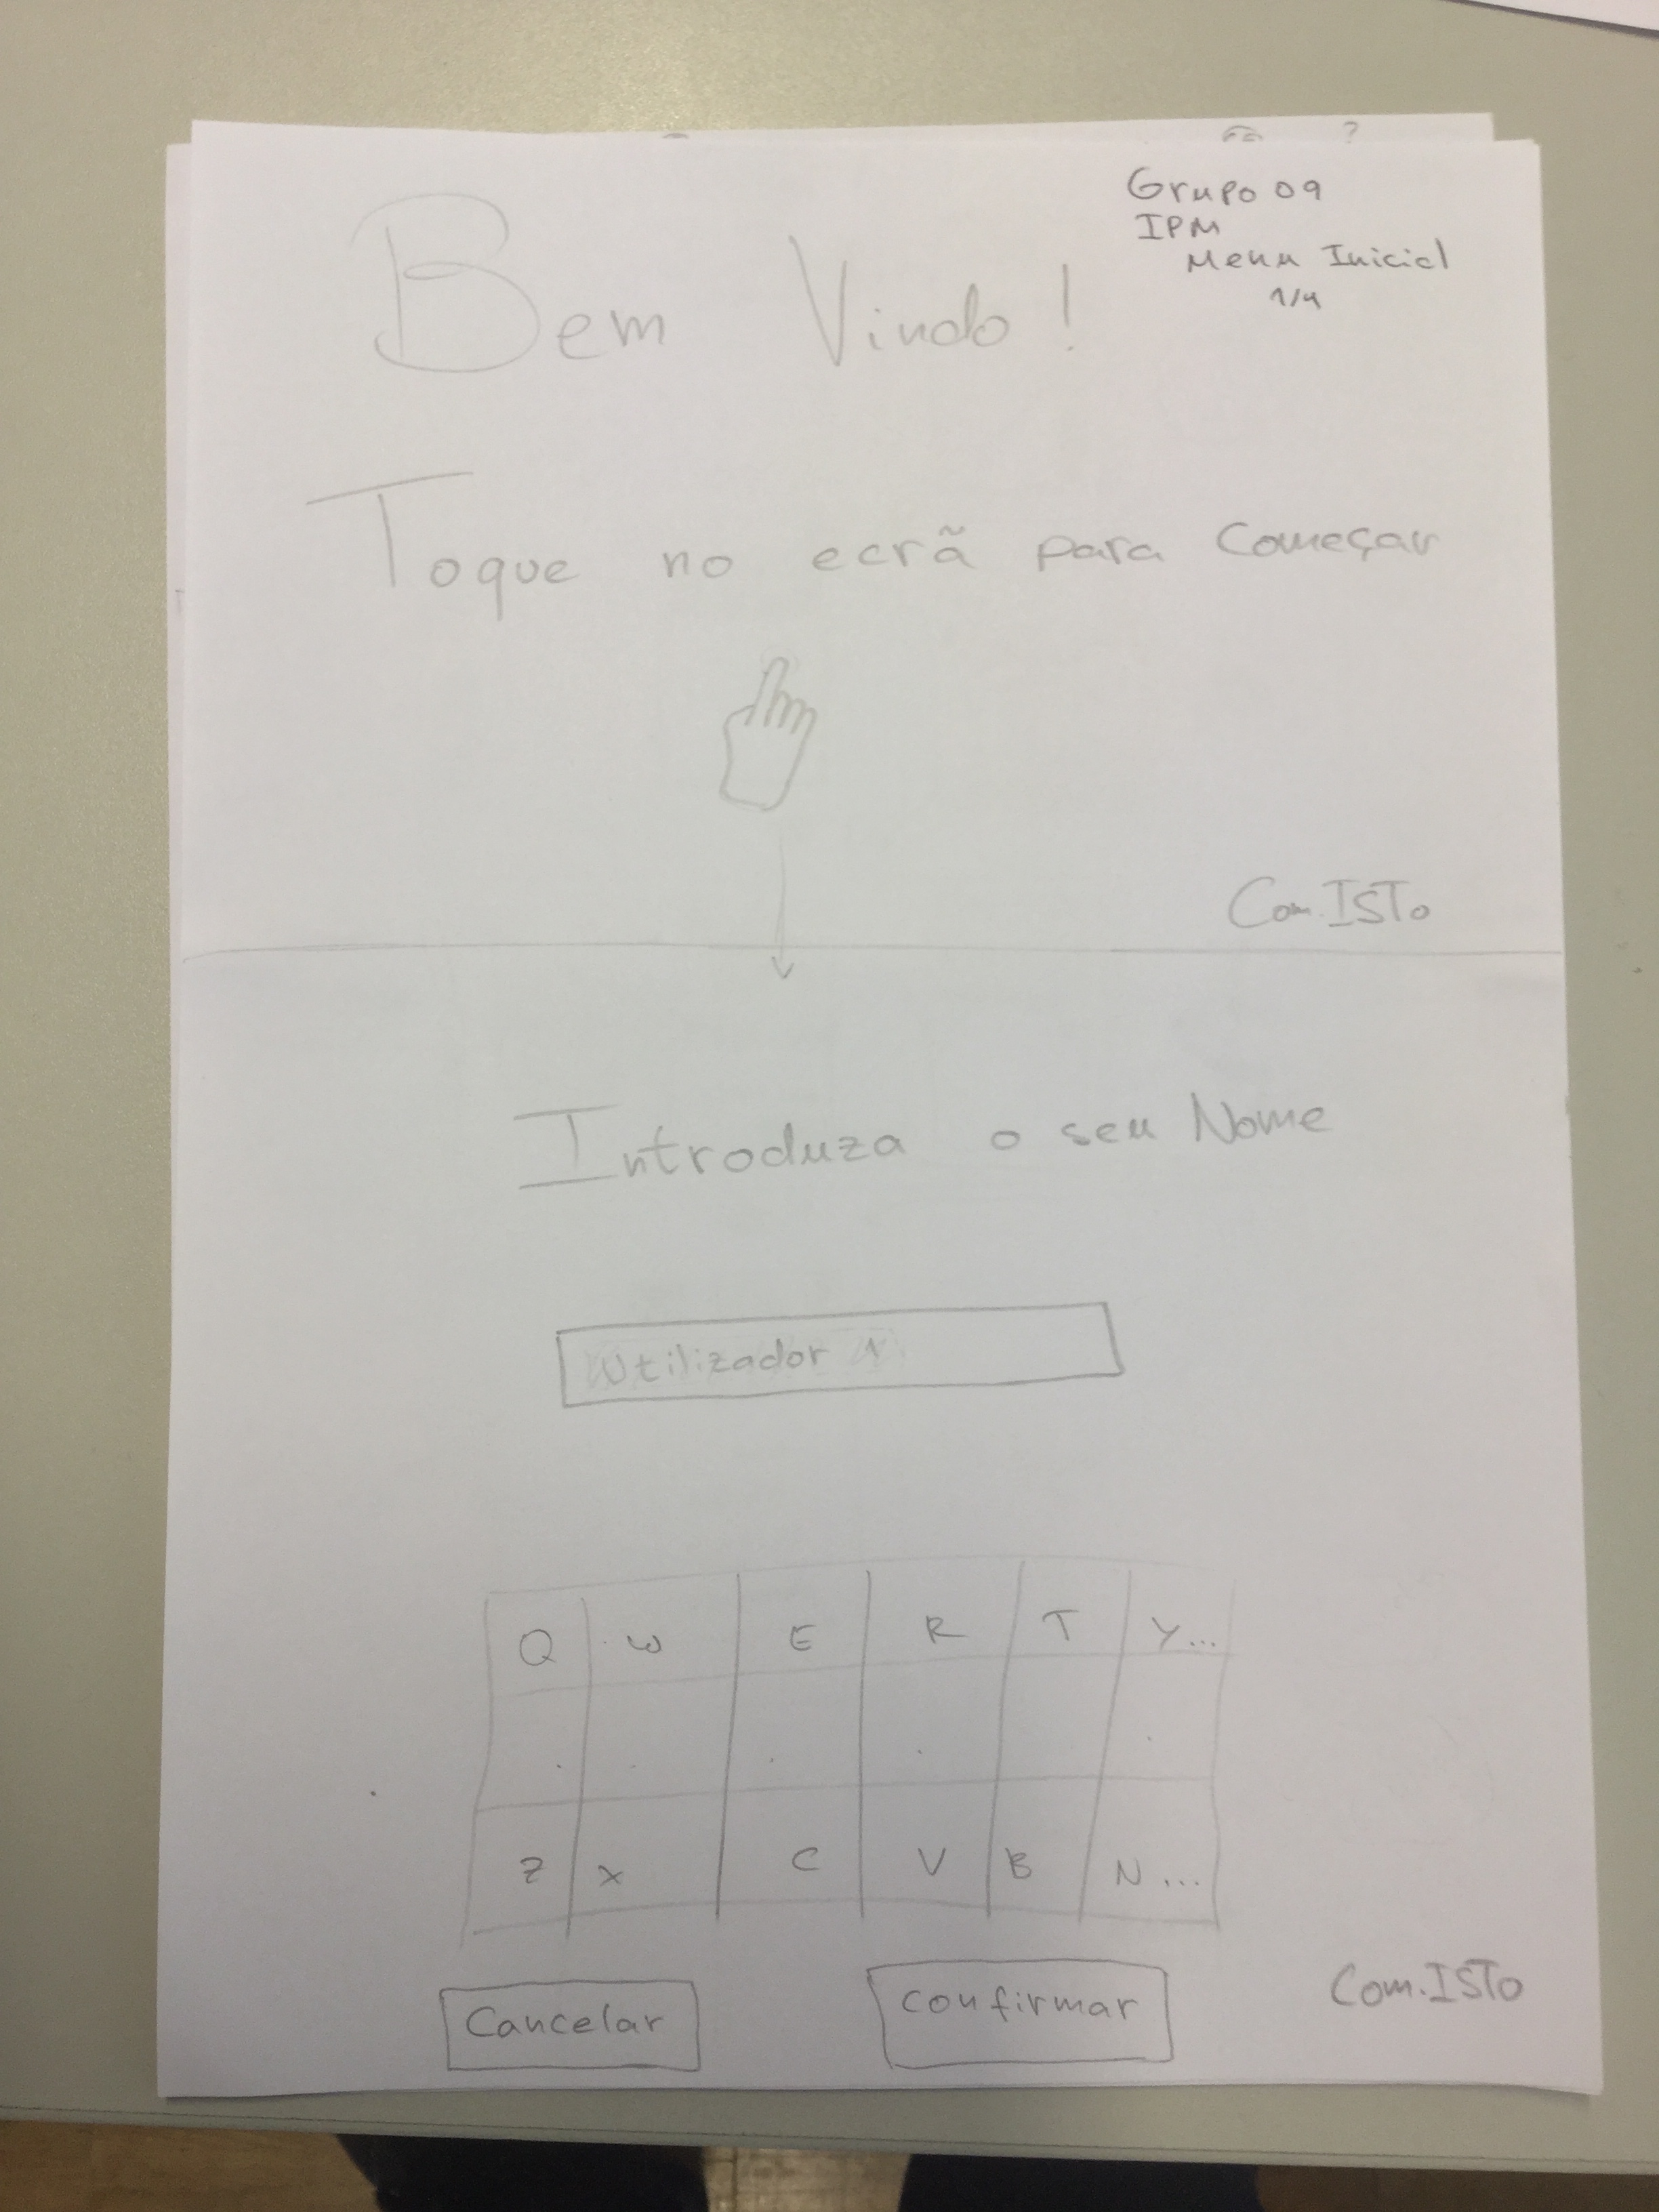 Grupo 09
IPM
Menu Inicial
1/4
Bem Vindo!
Toque no ecrã para Começar
Com.ISTo
Introduza o seu Nome
Utilizador 1
Q W E R T Y...
Z X C V B N...
Cancelar Confirmar
Com.ISTo